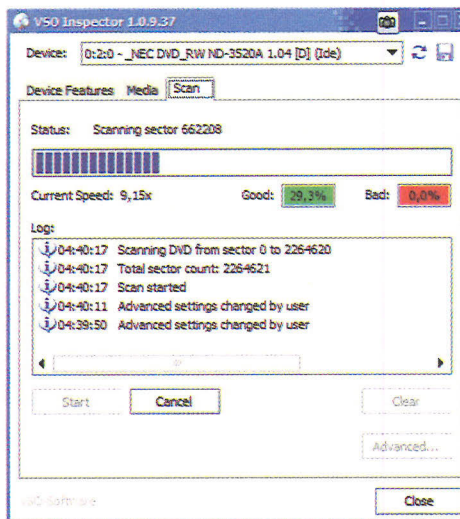 VSO Inspector 1.0.9.37
Device: 0:2:0 - _NEC DVD_RW ND-3520A 1.04 [D] (Ide)
Device Features Media Scan
Status: Scanning sector 662208
Current Speed: 9,15x Good: 29,3% Bad: 0,0%
Log:
04:40:17 Scanning DVD from sector 0 to 2264620
04:40:17 Total sector count: 2264621
04:40:17 Scan started
04:40:11 Advanced settings changed by user
04:39:50 Advanced settings changed by user
Start Cancel Clear
Advanced...
VSO Software Close